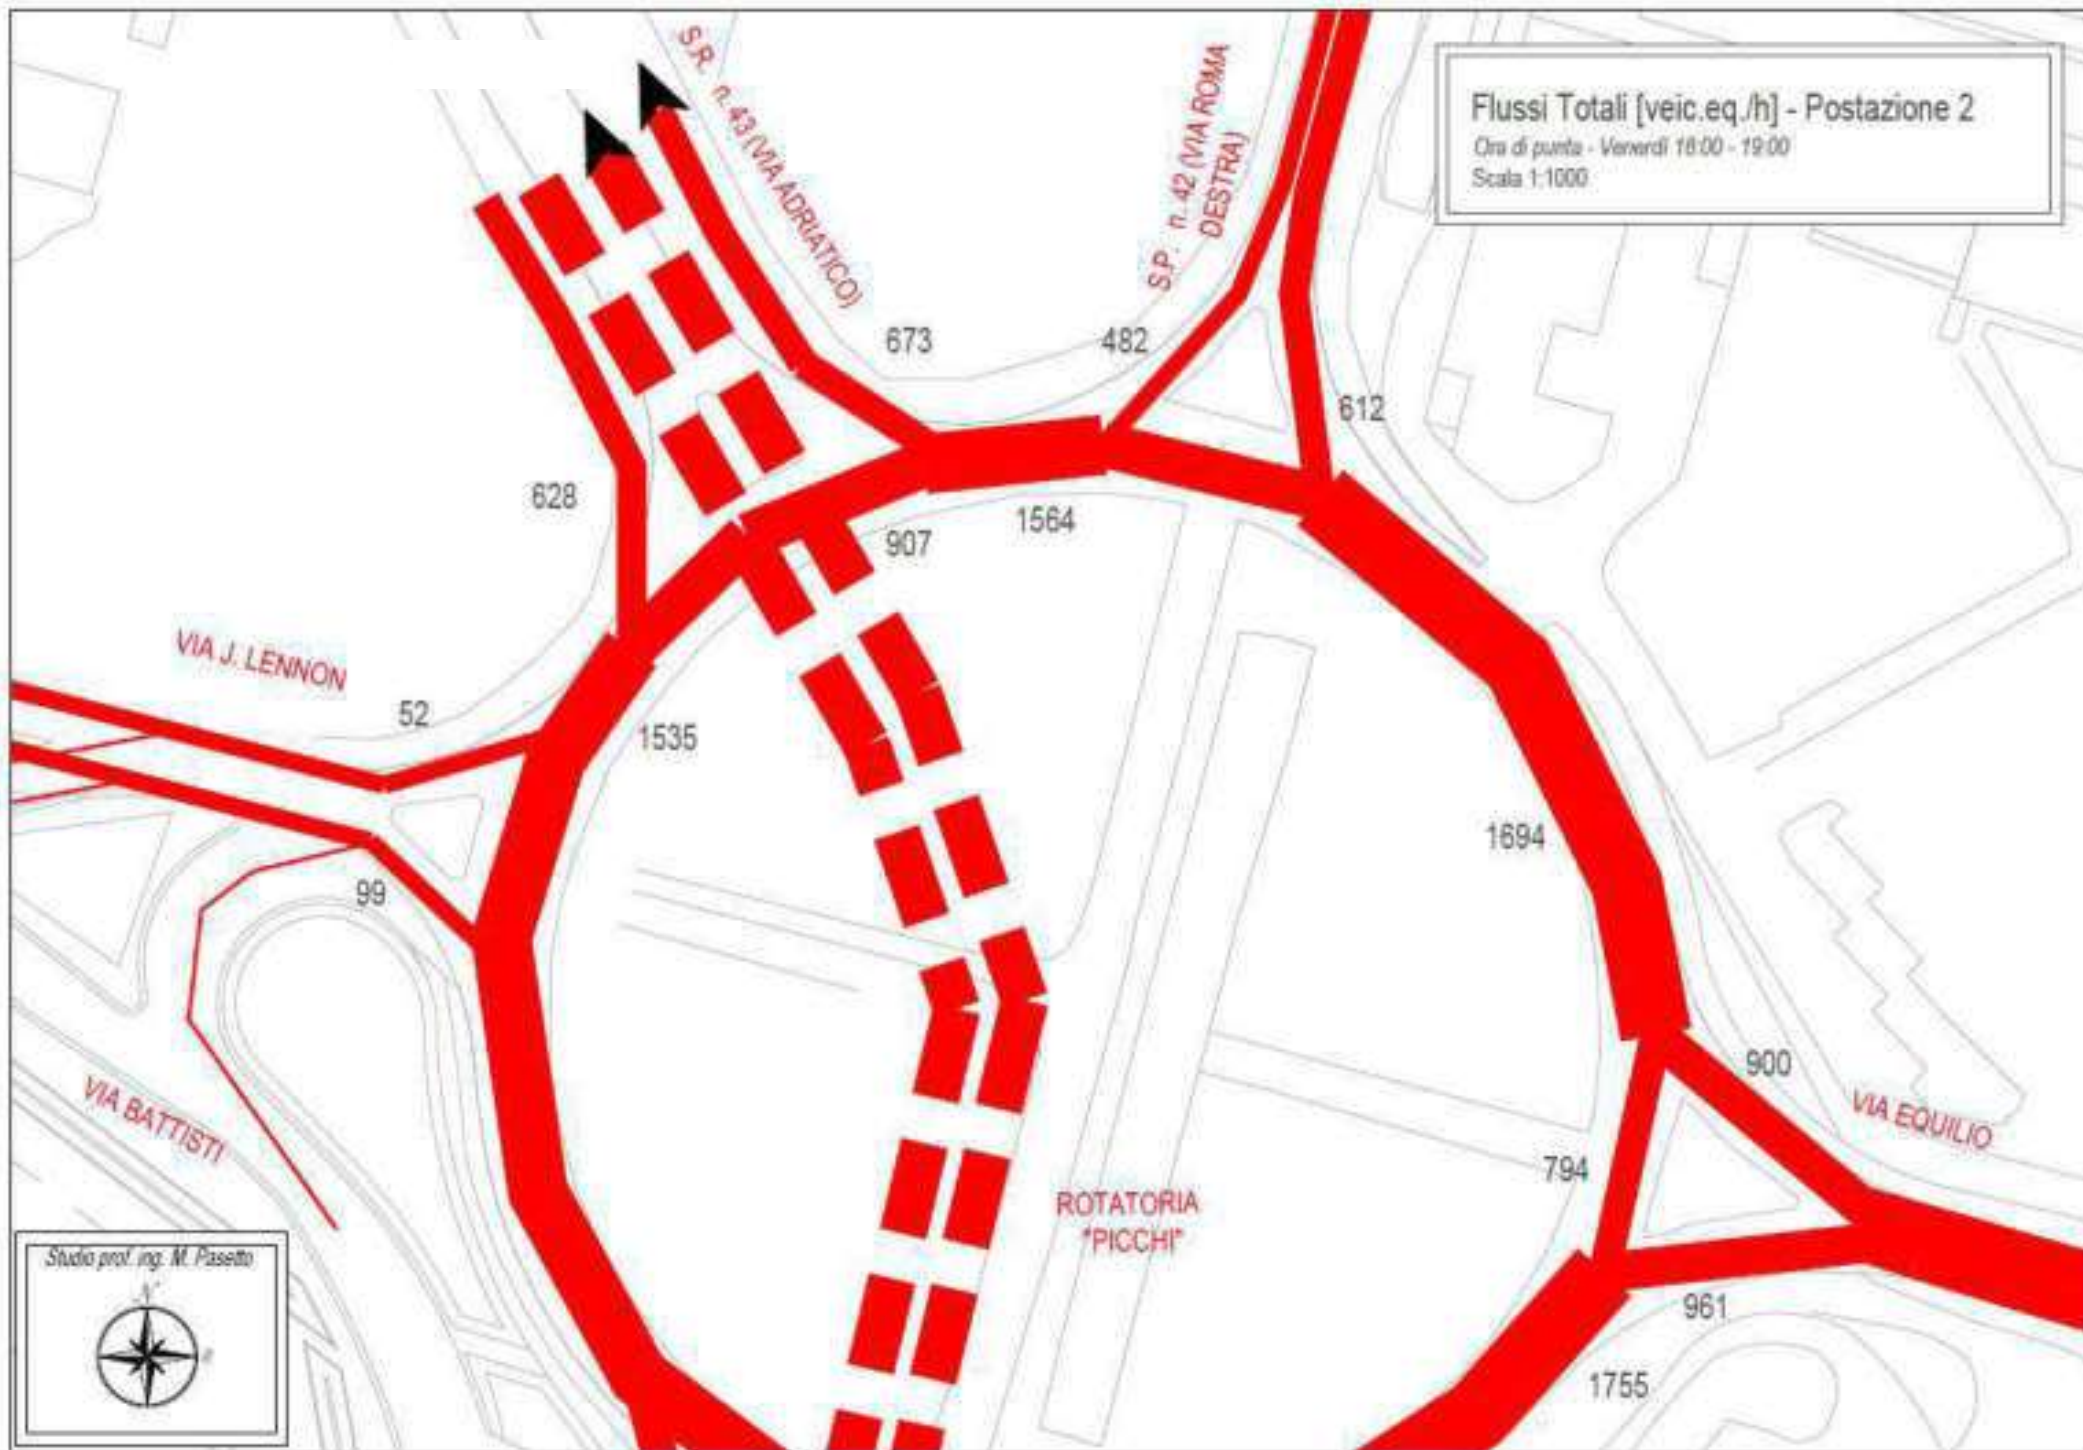 Flussi Totali [veic.eq./h] - Postazione 2
Ora di punta - Venerdì 18:00 - 19:00
Scala 1:1000
S.R. n. 43 (VIA ADRIATICO)
S.P. n. 42 (VIA ROMA
DESTRA)
673
482
612
628
907
1564
VIA J. LENNON
52
1535
1694
99
900
VIA EQUILIO
VIA BATTISTI
794
ROTATORIA
"PICCHI"
961
1755
Studio prof. ing. M. Pasetto
N